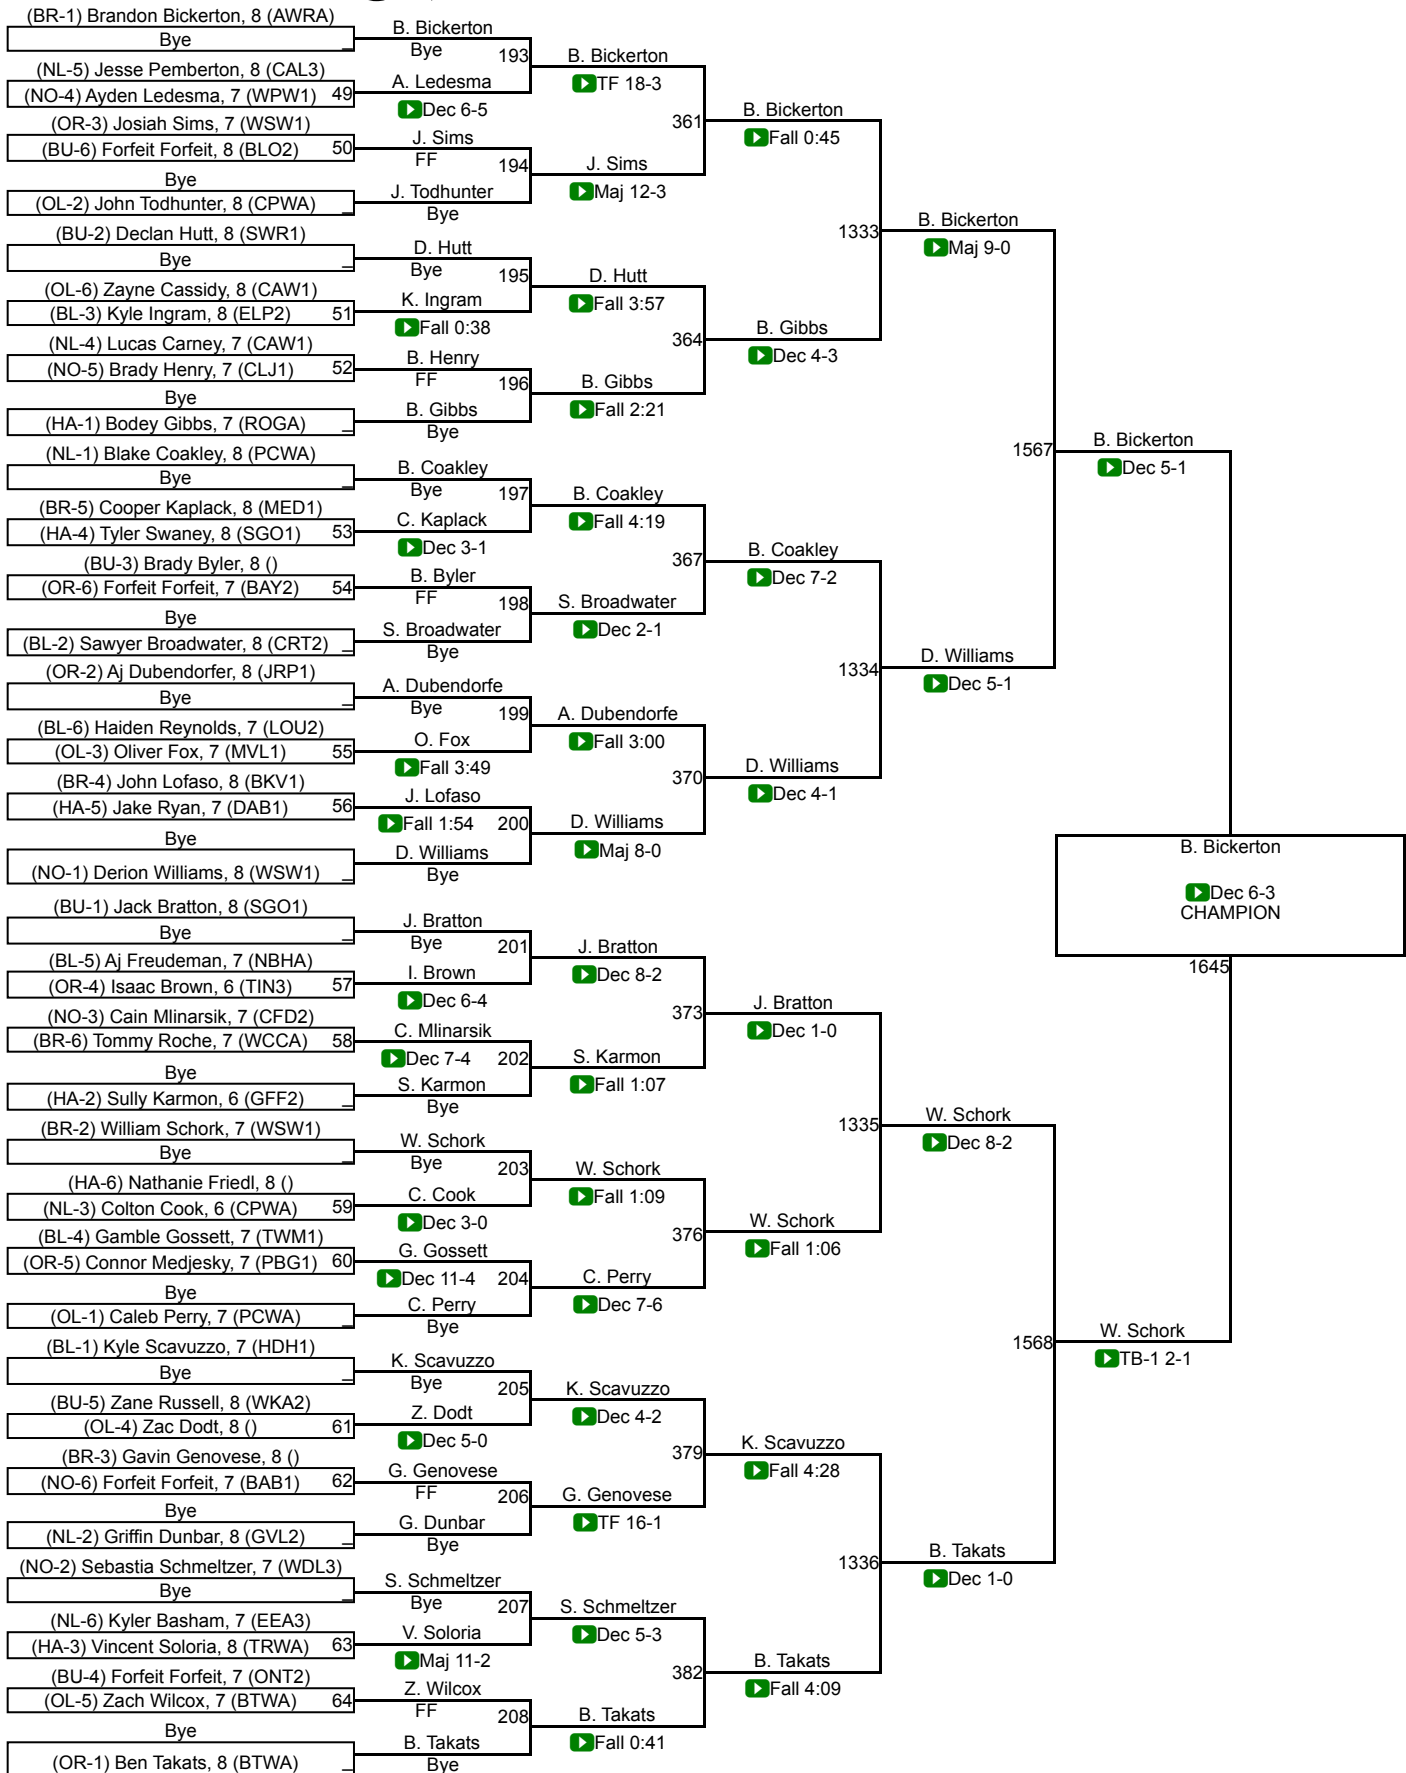 (BR-1) Brandon Bickerton, 8 (AWRA)
Bye _
(NL-5) Jesse Pemberton, 8 (CAL3)
(NO-4) Ayden Ledesma, 7 (WPW1) 49
(OR-3) Josiah Sims, 7 (WSW1)
(BU-6) Forfeit Forfeit, 8 (BLO2) 50
Bye
(OL-2) John Todhunter, 8 (CPWA) _
(BU-2) Declan Hutt, 8 (SWR1)
Bye _
(OL-6) Zayne Cassidy, 8 (CAW1)
(BL-3) Kyle Ingram, 8 (ELP2) 51
(NL-4) Lucas Carney, 7 (CAW1)
(NO-5) Brady Henry, 7 (CLJ1) 52
Bye
(HA-1) Bodey Gibbs, 7 (ROGA) _
(NL-1) Blake Coakley, 8 (PCWA)
Bye _
(BR-5) Cooper Kaplack, 8 (MED1)
(HA-4) Tyler Swaney, 8 (SGO1) 53
(BU-3) Brady Byler, 8 ()
(OR-6) Forfeit Forfeit, 7 (BAY2) 54
Bye
(BL-2) Sawyer Broadwater, 8 (CRT2) _
(OR-2) Aj Dubendorfer, 8 (JRP1)
Bye _
(BL-6) Haiden Reynolds, 7 (LOU2)
(OL-3) Oliver Fox, 7 (MVL1) 55
(BR-4) John Lofaso, 8 (BKV1)
(HA-5) Jake Ryan, 7 (DAB1) 56
Bye
(NO-1) Derion Williams, 8 (WSW1) _
(BU-1) Jack Bratton, 8 (SGO1)
Bye _
(BL-5) Aj Freudeman, 7 (NBHA)
(OR-4) Isaac Brown, 6 (TIN3) 57
(NO-3) Cain Mlinarsik, 7 (CFD2)
(BR-6) Tommy Roche, 7 (WCCA) 58
Bye
(HA-2) Sully Karmon, 6 (GFF2) _
(BR-2) William Schork, 7 (WSW1)
Bye _
(HA-6) Nathanie Friedl, 8 ()
(NL-3) Colton Cook, 6 (CPWA) 59
(BL-4) Gamble Gossett, 7 (TWM1)
(OR-5) Connor Medjesky, 7 (PBG1) 60
Bye
(OL-1) Caleb Perry, 7 (PCWA) _
(BL-1) Kyle Scavuzzo, 7 (HDH1)
Bye _
(BU-5) Zane Russell, 8 (WKA2)
(OL-4) Zac Dodt, 8 () 61
(BR-3) Gavin Genovese, 8 ()
(NO-6) Forfeit Forfeit, 7 (BAB1) 62
Bye
(NL-2) Griffin Dunbar, 8 (GVL2) _
(NO-2) Sebastia Schmeltzer, 7 (WDL3)
Bye _
(NL-6) Kyler Basham, 7 (EEA3)
(HA-3) Vincent Soloria, 8 (TRWA) 63
(BU-4) Forfeit Forfeit, 7 (ONT2)
(OL-5) Zach Wilcox, 7 (BTWA) 64
Bye
(OR-1) Ben Takats, 8 (BTWA) _
B. Bickerton
Bye 193
A. Ledesma
Dec 6-5
J. Sims
FF 194
J. Todhunter
Bye
D. Hutt
Bye 195
K. Ingram
Fall 0:38
B. Henry
FF 196
B. Gibbs
Bye
B. Coakley
Bye 197
C. Kaplack
Dec 3-1
B. Byler
FF 198
S. Broadwater
Bye
A. Dubendorfe
Bye 199
O. Fox
Fall 3:49
J. Lofaso
Fall 1:54 200
D. Williams
Bye
J. Bratton
Bye 201
I. Brown
Dec 6-4
C. Mlinarsik
Dec 7-4 202
S. Karmon
Bye
W. Schork
Bye 203
C. Cook
Dec 3-0
G. Gossett
Dec 11-4 204
C. Perry
Bye
K. Scavuzzo
Bye 205
Z. Dodt
Dec 5-0
G. Genovese
FF 206
G. Dunbar
Bye
S. Schmeltzer
Bye 207
V. Soloria
Maj 11-2
Z. Wilcox
FF 208
B. Takats
Bye
B. Bickerton
TF 18-3
361
J. Sims
Maj 12-3
D. Hutt
Fall 3:57
364
B. Gibbs
Fall 2:21
B. Coakley
Fall 4:19
367
S. Broadwater
Dec 2-1
A. Dubendorfe
Fall 3:00
370
D. Williams
Maj 8-0
J. Bratton
Dec 8-2
373
S. Karmon
Fall 1:07
W. Schork
Fall 1:09
376
C. Perry
Dec 7-6
K. Scavuzzo
Dec 4-2
379
G. Genovese
TF 16-1
S. Schmeltzer
Dec 5-3
382
B. Takats
Fall 0:41
B. Bickerton
Fall 0:45
1333
B. Gibbs
Dec 4-3
B. Coakley
Dec 7-2
1334
D. Williams
Dec 4-1
J. Bratton
Dec 1-0
1335
W. Schork
Fall 1:06
K. Scavuzzo
Fall 4:28
1336
B. Takats
Fall 4:09
B. Bickerton
Maj 9-0
1567
D. Williams
Dec 5-1
W. Schork
Dec 8-2
1568
B. Takats
Dec 1-0
B. Bickerton
Dec 5-1
W. Schork
TB-1 2-1
B. Bickerton
Dec 6-3
CHAMPION
1645